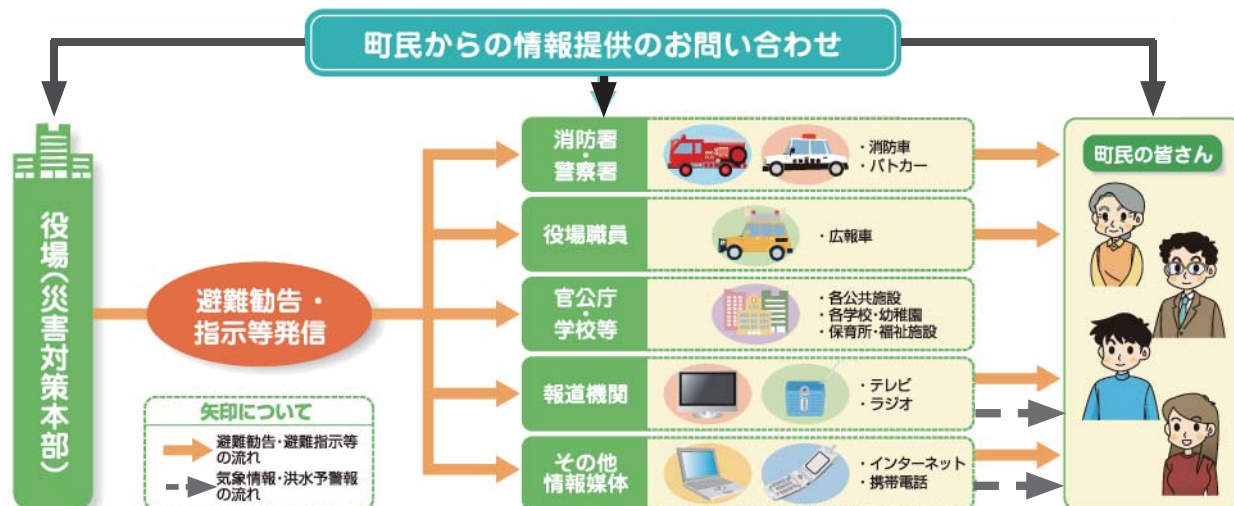 町民からの情報提供のお問い合わせ
役場(災害対策本部)
避難勧告・
指示等発信
消防署
・
警察署
・消防車
・パトカー
役場職員
・広報車
官公庁
・
学校等
・各公共施設
・各学校・幼稚園
・保育所・福祉施設
報道機関
・テレビ
・ラジオ
その他
情報媒体
・インターネット
・携帯電話
町民の皆さん
矢印について
避難勧告・避難指示等
の流れ
気象情報・洪水予警報
の流れ